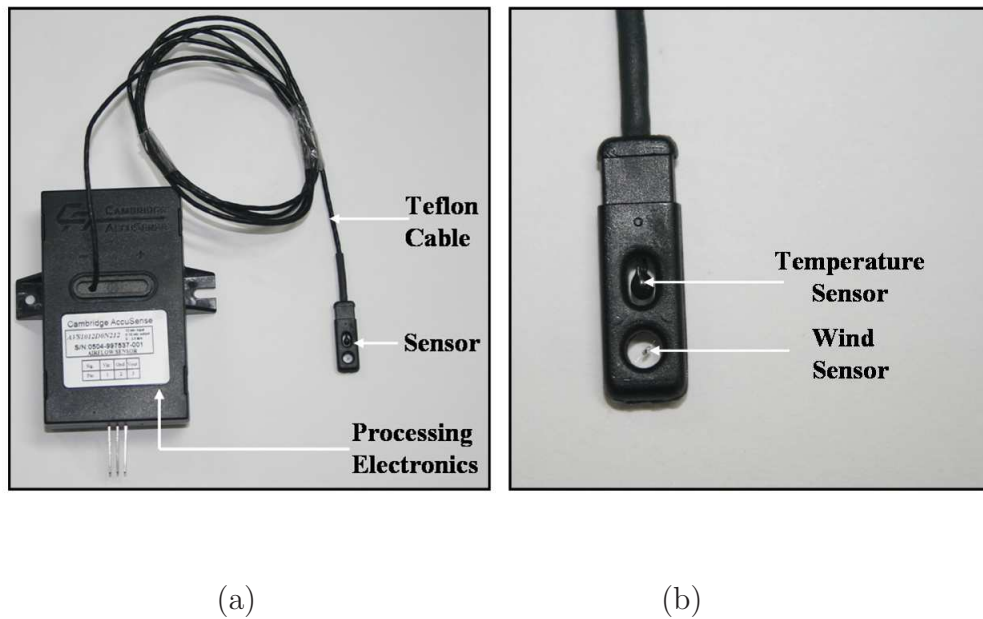 CAMBRIDGE
ACCUSENSE
- +
Cambridge AccuSense
S/N:0504-997537-001
AIRFLOW SENSOR
Teflon
Cable
Sensor
Processing
Electronics
(a)
Temperature
Sensor
Wind
Sensor
(b)